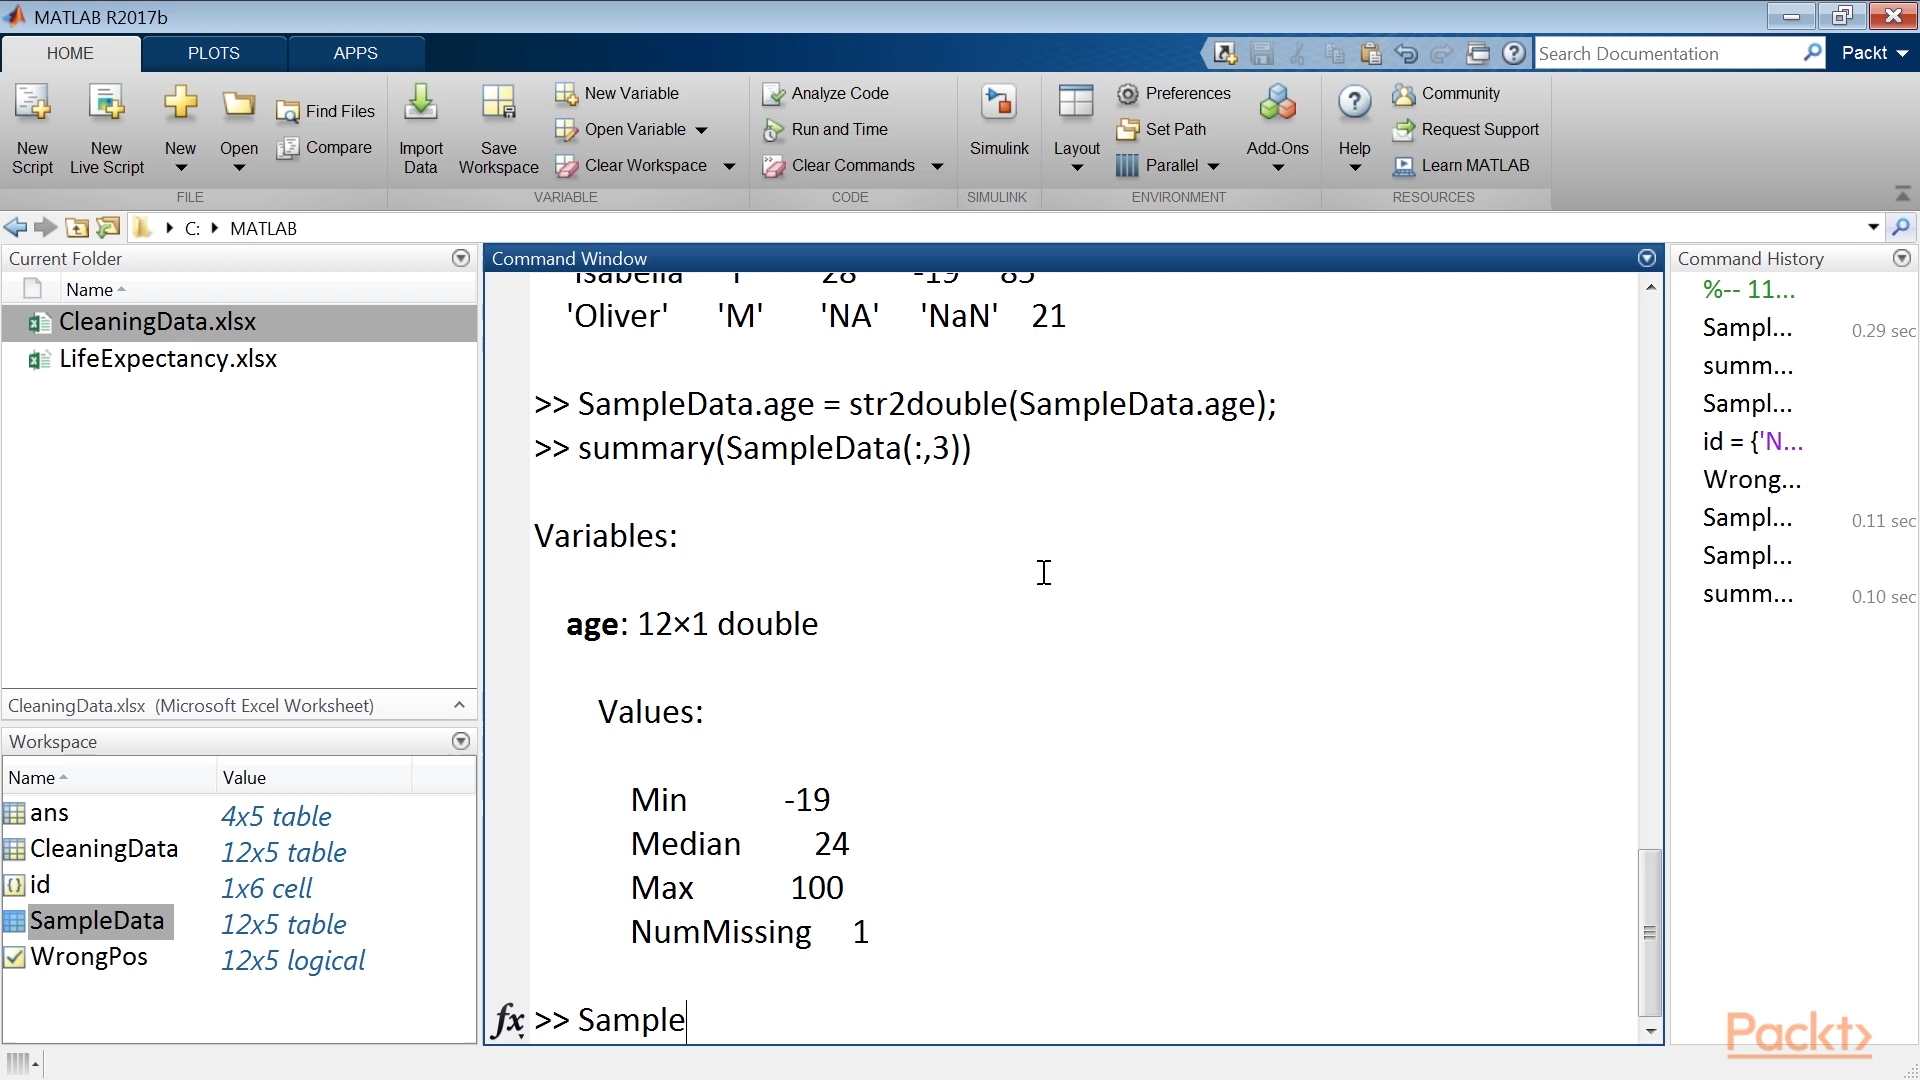 MATLAB R2017b
HOME PLOTS APPS
Search Documentation
Packt
New Script
New Live Script
New
Open
Find Files
Compare
FILE
Import Data
Save Workspace
New Variable
Open Variable
Clear Workspace
VARIABLE
Analyze Code
Run and Time
Clear Commands
CODE
Simulink
SIMULINK
Layout
Preferences
Set Path
Parallel
Add-Ons
ENVIRONMENT
Help
Community
Request Support
Learn MATLAB
RESOURCES
C: MATLAB
Current Folder
Name
CleaningData.xlsx
LifeExpectancy.xlsx
CleaningData.xlsx (Microsoft Excel Worksheet)
Workspace
Name Value
ans 4x5 table
CleaningData 12x5 table
id 1x6 cell
SampleData 12x5 table
WrongPos 12x5 logical
Command Window
'Oliver' 'M' 'NA' 'NaN' 21
>> SampleData.age = str2double(SampleData.age);
>> summary(SampleData(:,3))
Variables:
age: 12×1 double
Values:
Min -19
Median 24
Max 100
NumMissing 1
fx >> Sample
Command History
%-- 11...
Sampl... 0.29 sec
summ...
Sampl...
id = {'N...
Wrong...
Sampl... 0.11 sec
Sampl...
summ... 0.10 sec
Packt>